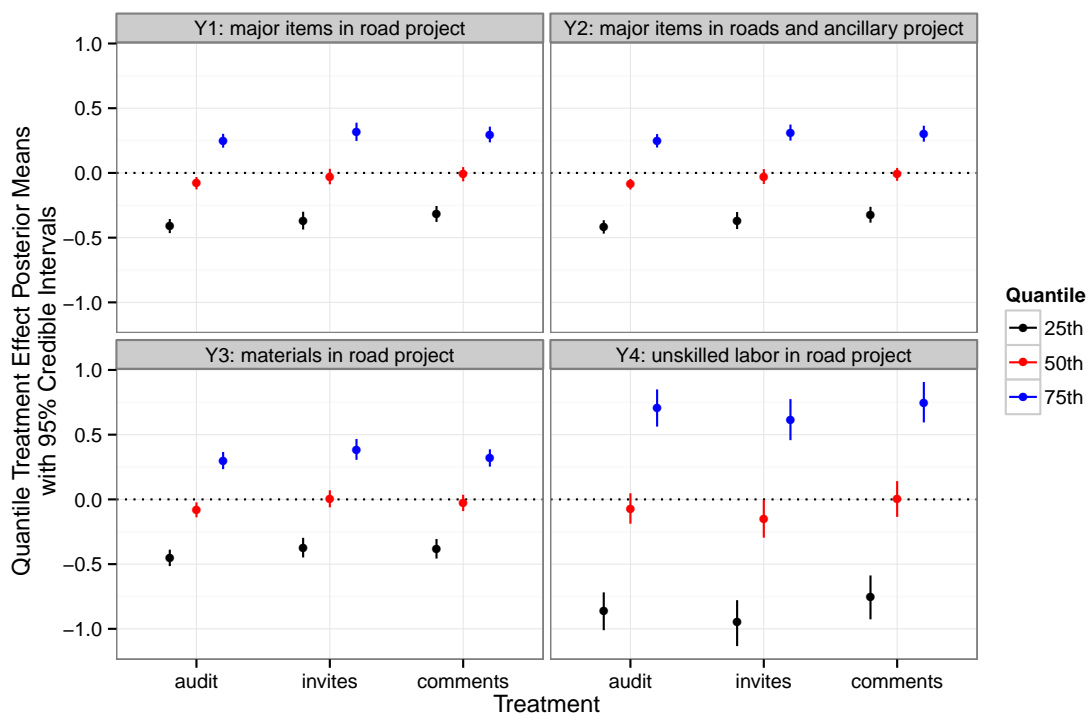 Y1: major items in road project
Y2: major items in roads and ancillary project
1.0
0.5
0.0
−0.5
−1.0
Y3: materials in road project
Y4: unskilled labor in road project
1.0
0.5
0.0
−0.5
−1.0
audit
invites
comments
audit
invites
comments
Treatment
Quantile Treatment Effect Posterior Means
with 95% Credible Intervals
Quantile
25th
50th
75th